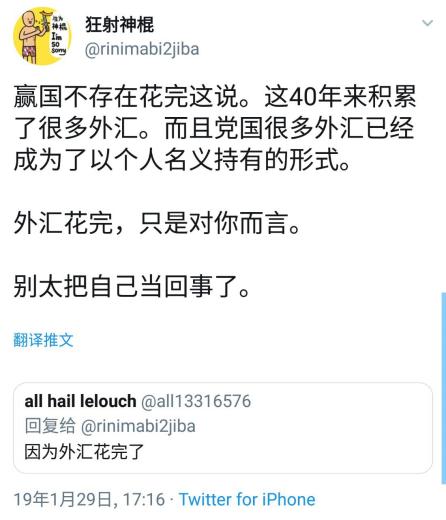 狂射神棍
@rinimabi2jiba
我为
神棍
I'm
so
sorry
赢国不存在花完这说。这40年来积累
了很多外汇。而且党国很多外汇已经
成为了以个人名义持有的形式。
外汇花完，只是对你而言。
别太把自己当回事了。
翻译推文
all hail lelouch @all13316576
回复给 @rinimabi2jiba
因为外汇花完了
19年1月29日, 17:16 · Twitter for iPhone